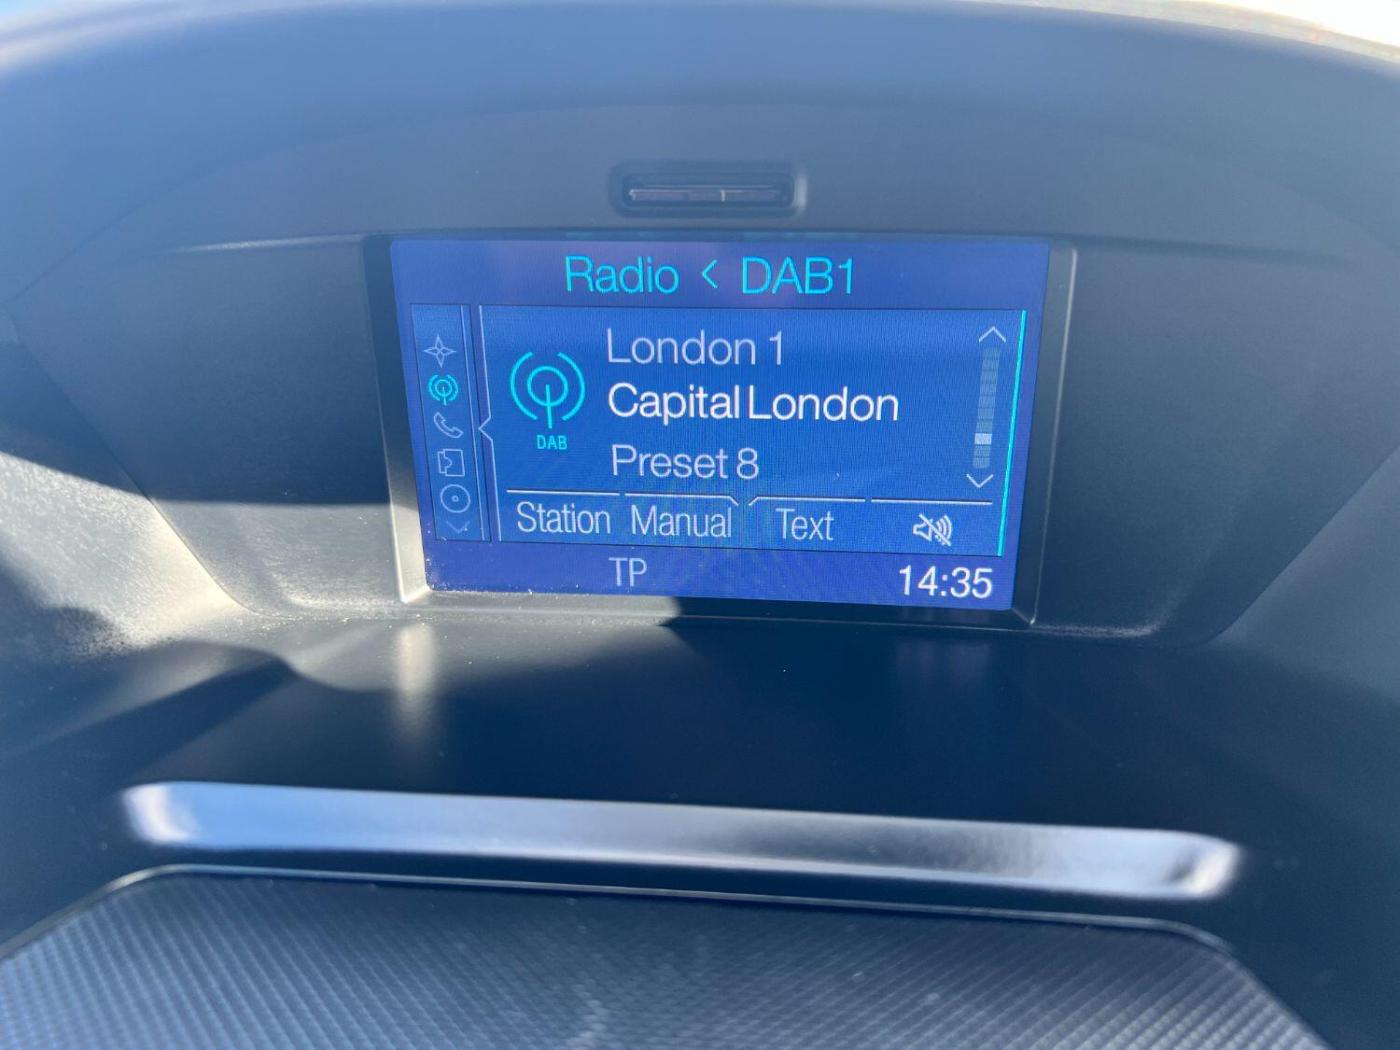 Radio < DAB1
London 1
Capital London
DAB
Preset 8
Station Manual Text
TP 14:35